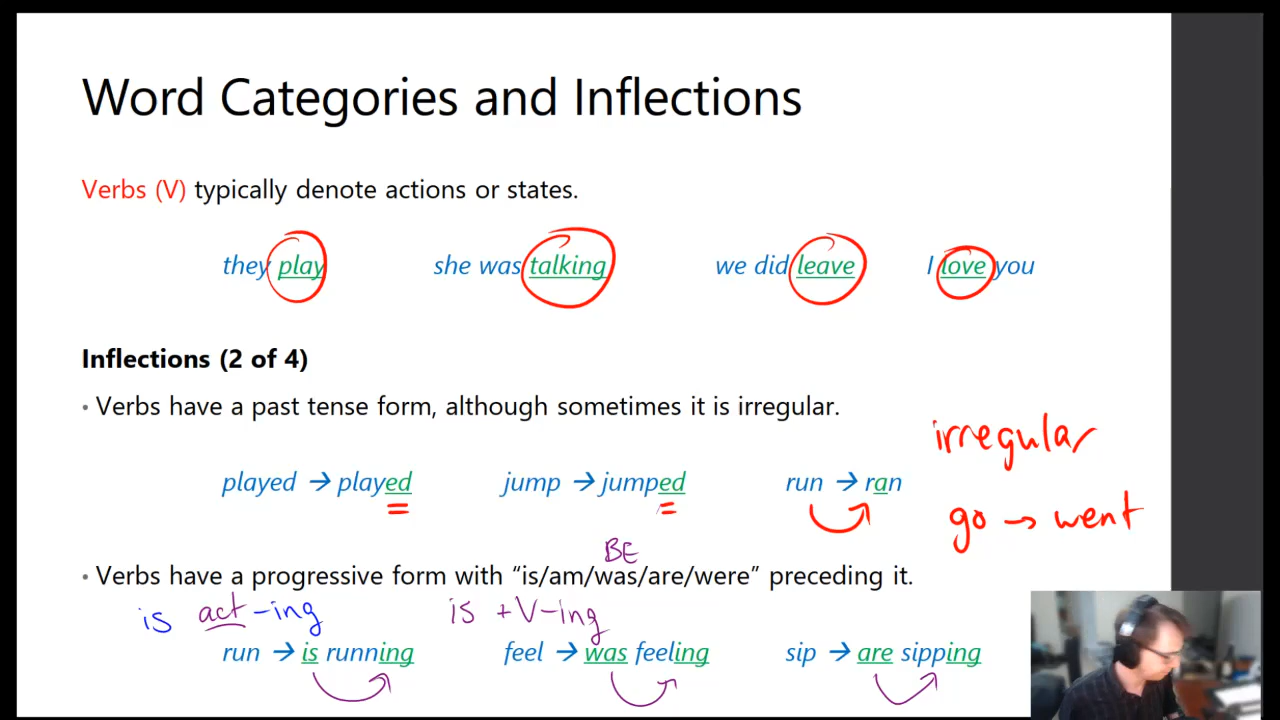 Word Categories and Inflections
Verbs (V) typically denote actions or states.
they play she was talking we did leave I love you
Inflections (2 of 4)
• Verbs have a past tense form, although sometimes it is irregular.
irregular
played → played jump → jumped run → ran
go → went
BE
• Verbs have a progressive form with “is/am/was/are/were” preceding it.
is act-ing is +V-ing
run → is running feel → was feeling sip → are sipping